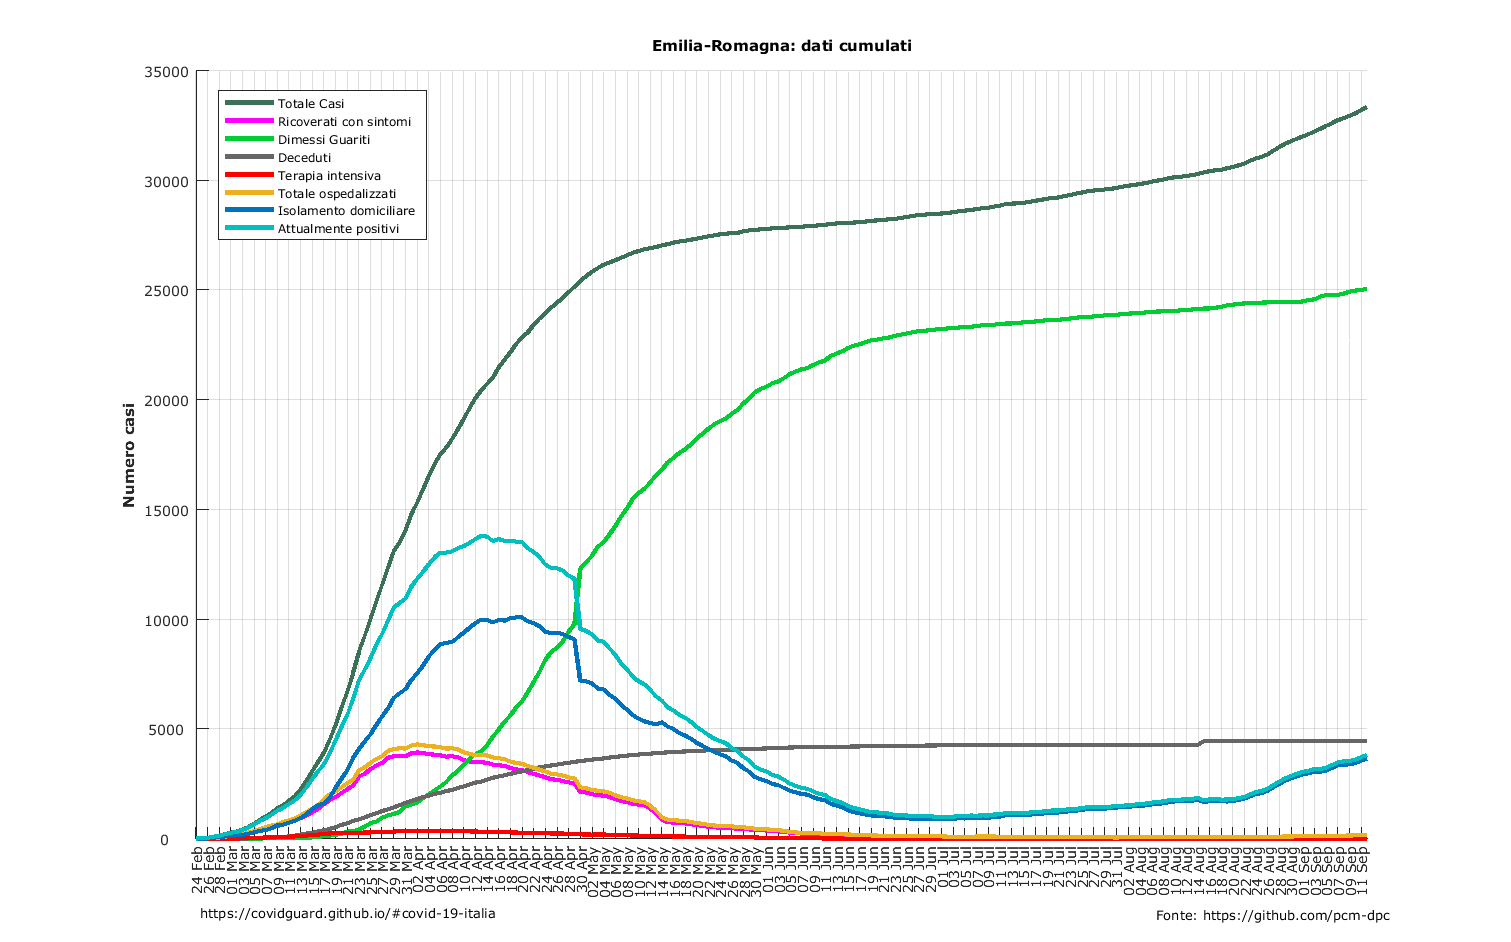 Emilia-Romagna: dati cumulati
35000
30000
25000
20000
15000
10000
5000
0
Numero casi
Totale Casi
Ricoverati con sintomi
Dimessi Guariti
Deceduti
Terapia intensiva
Totale ospedalizzati
Isolamento domiciliare
Attualmente positivi
24 Feb
26 Feb
28 Feb
01 Mar
03 Mar
05 Mar
07 Mar
09 Mar
11 Mar
13 Mar
15 Mar
17 Mar
19 Mar
21 Mar
23 Mar
25 Mar
27 Mar
29 Mar
31 Mar
02 Apr
04 Apr
06 Apr
08 Apr
10 Apr
12 Apr
14 Apr
16 Apr
18 Apr
20 Apr
22 Apr
24 Apr
26 Apr
28 Apr
30 Apr
02 May
04 May
06 May
08 May
10 May
12 May
14 May
16 May
18 May
20 May
22 May
24 May
26 May
28 May
30 May
01 Jun
03 Jun
05 Jun
07 Jun
09 Jun
11 Jun
13 Jun
15 Jun
17 Jun
19 Jun
21 Jun
23 Jun
25 Jun
27 Jun
29 Jun
01 Jul
03 Jul
05 Jul
07 Jul
09 Jul
11 Jul
13 Jul
15 Jul
17 Jul
19 Jul
21 Jul
23 Jul
25 Jul
27 Jul
29 Jul
31 Jul
02 Aug
04 Aug
06 Aug
08 Aug
10 Aug
12 Aug
14 Aug
16 Aug
18 Aug
20 Aug
22 Aug
24 Aug
26 Aug
28 Aug
30 Aug
01 Sep
03 Sep
05 Sep
07 Sep
09 Sep
11 Sep
https://covidguard.github.io/#covid-19-italia
Fonte: https://github.com/pcm-dpc